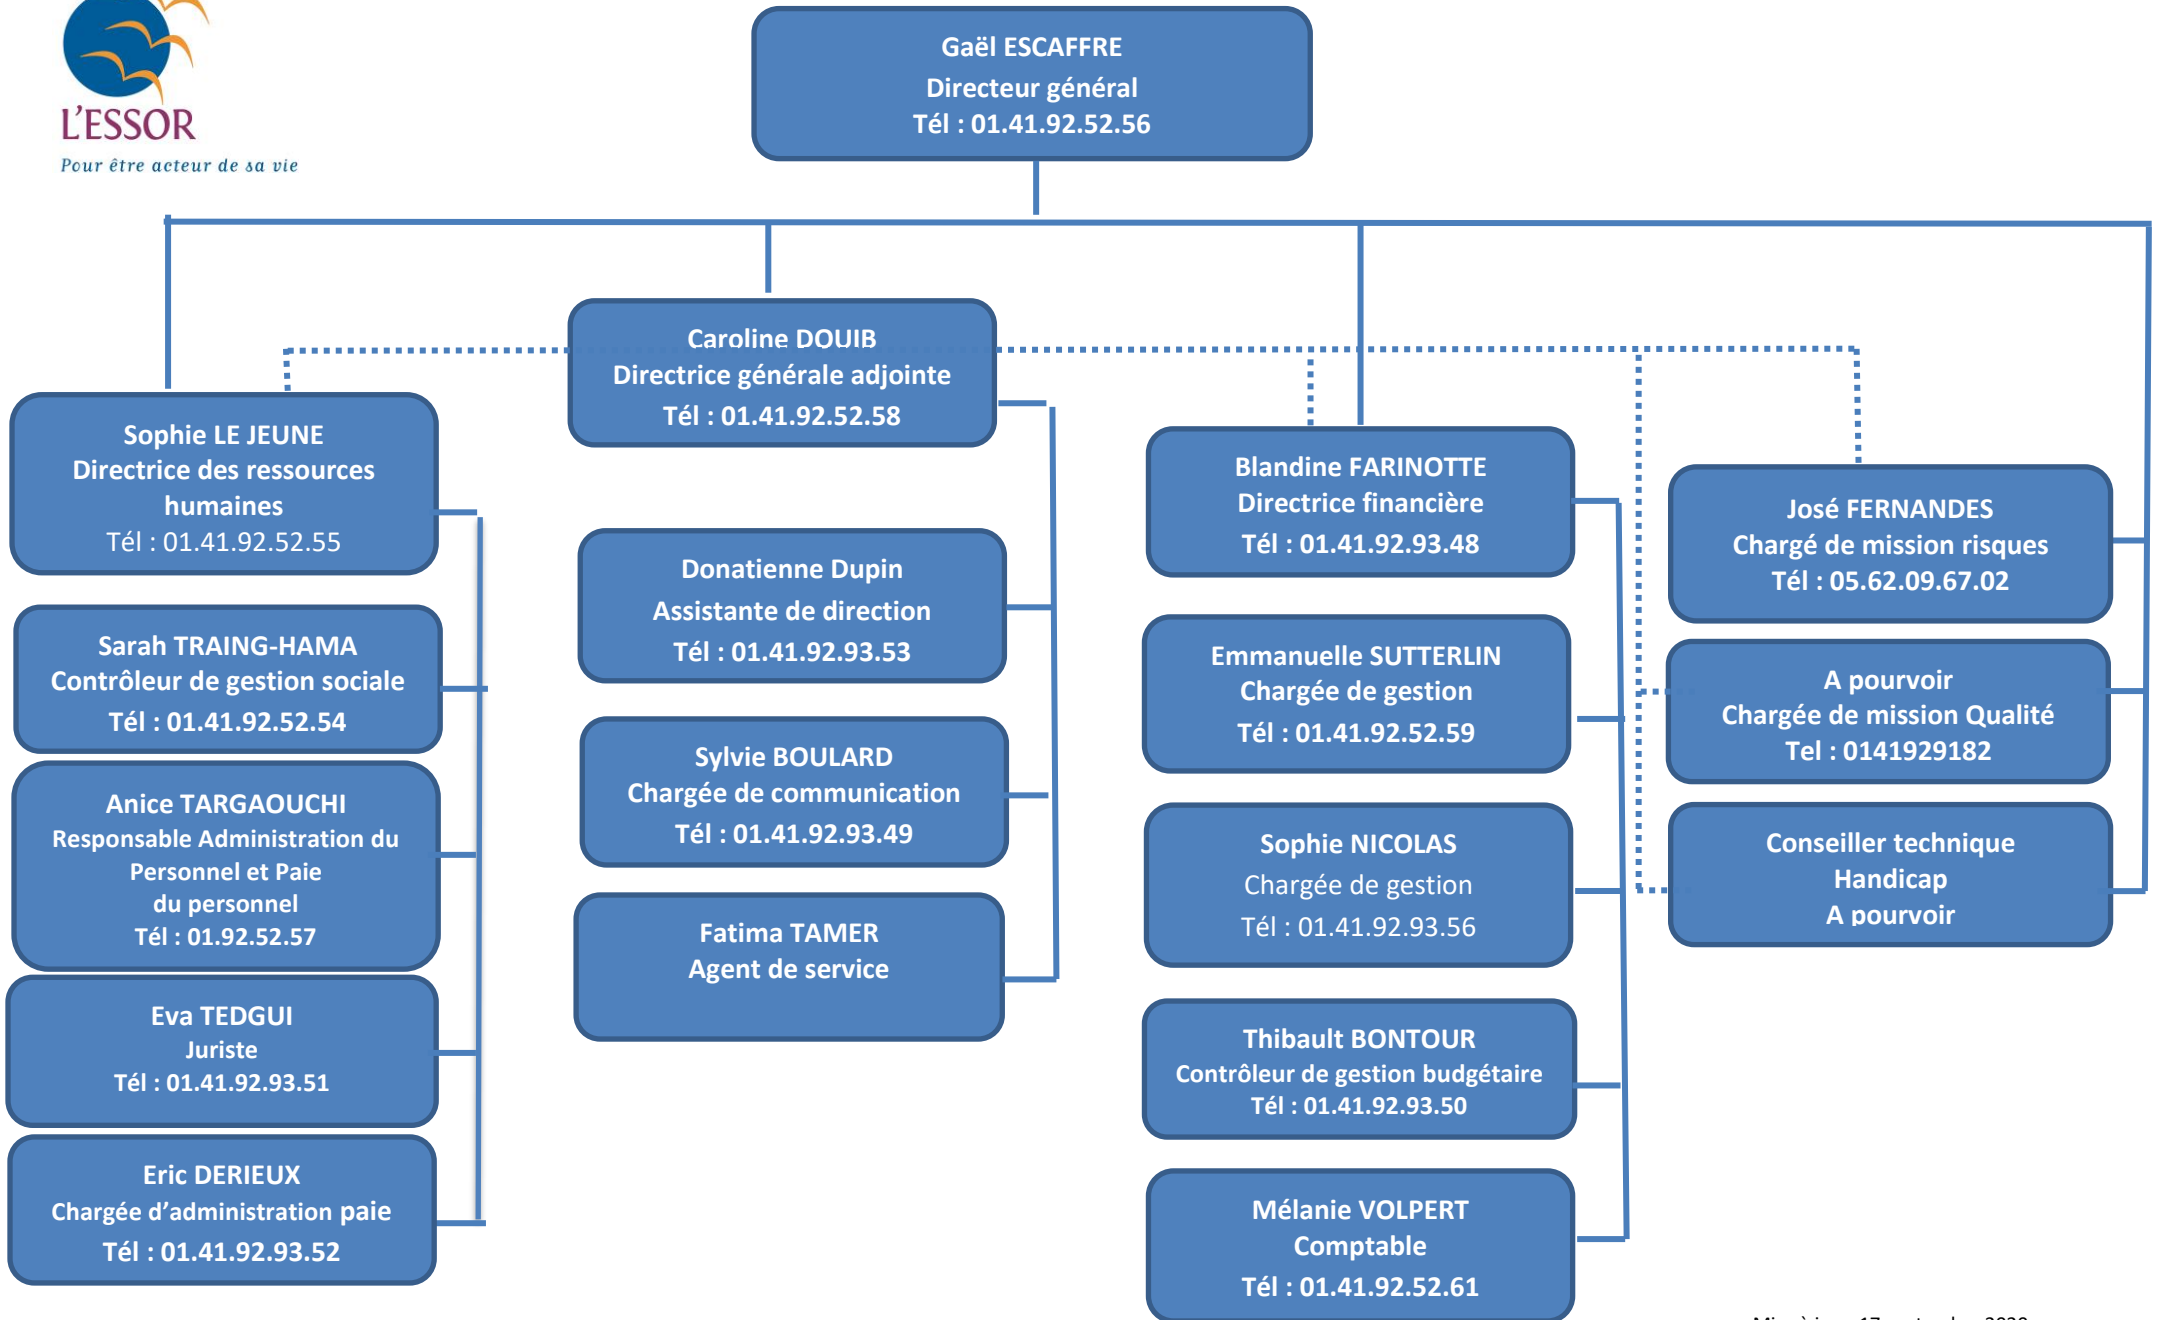 L'ESSOR
Pour être acteur de sa vie
Gaël ESCAFFRE
Directeur général
Tél : 01.41.92.52.56
Caroline DOUIB
Directrice générale adjointe
Tél : 01.41.92.52.58
Sophie LE JEUNE
Directrice des ressources
humaines
Tél : 01.41.92.52.55
Sarah TRAING-HAMA
Contrôleur de gestion sociale
Tél : 01.41.92.52.54
Anice TARGAOUCHI
Responsable Administration du
Personnel et Paie
du personnel
Tél : 01.92.52.57
Eva TEDGUI
Juriste
Tél : 01.41.92.93.51
Eric DERIEUX
Chargée d'administration paie
Tél : 01.41.92.93.52
Donatienne Dupin
Assistante de direction
Tél : 01.41.92.93.53
Sylvie BOULARD
Chargée de communication
Tél : 01.41.92.93.49
Fatima TAMER
Agent de service
Blandine FARINOTTE
Directrice financière
Tél : 01.41.92.93.48
Emmanuelle SUTTERLIN
Chargée de gestion
Tél : 01.41.92.52.59
Sophie NICOLAS
Chargée de gestion
Tél : 01.41.92.93.56
Thibault BONTOUR
Contrôleur de gestion budgétaire
Tél : 01.41.92.93.50
Mélanie VOLPERT
Comptable
Tél : 01.41.92.52.61
José FERNANDES
Chargé de mission risques
Tél : 05.62.09.67.02
A pourvoir
Chargée de mission Qualité
Tel : 0141929182
Conseiller technique
Handicap
A pourvoir